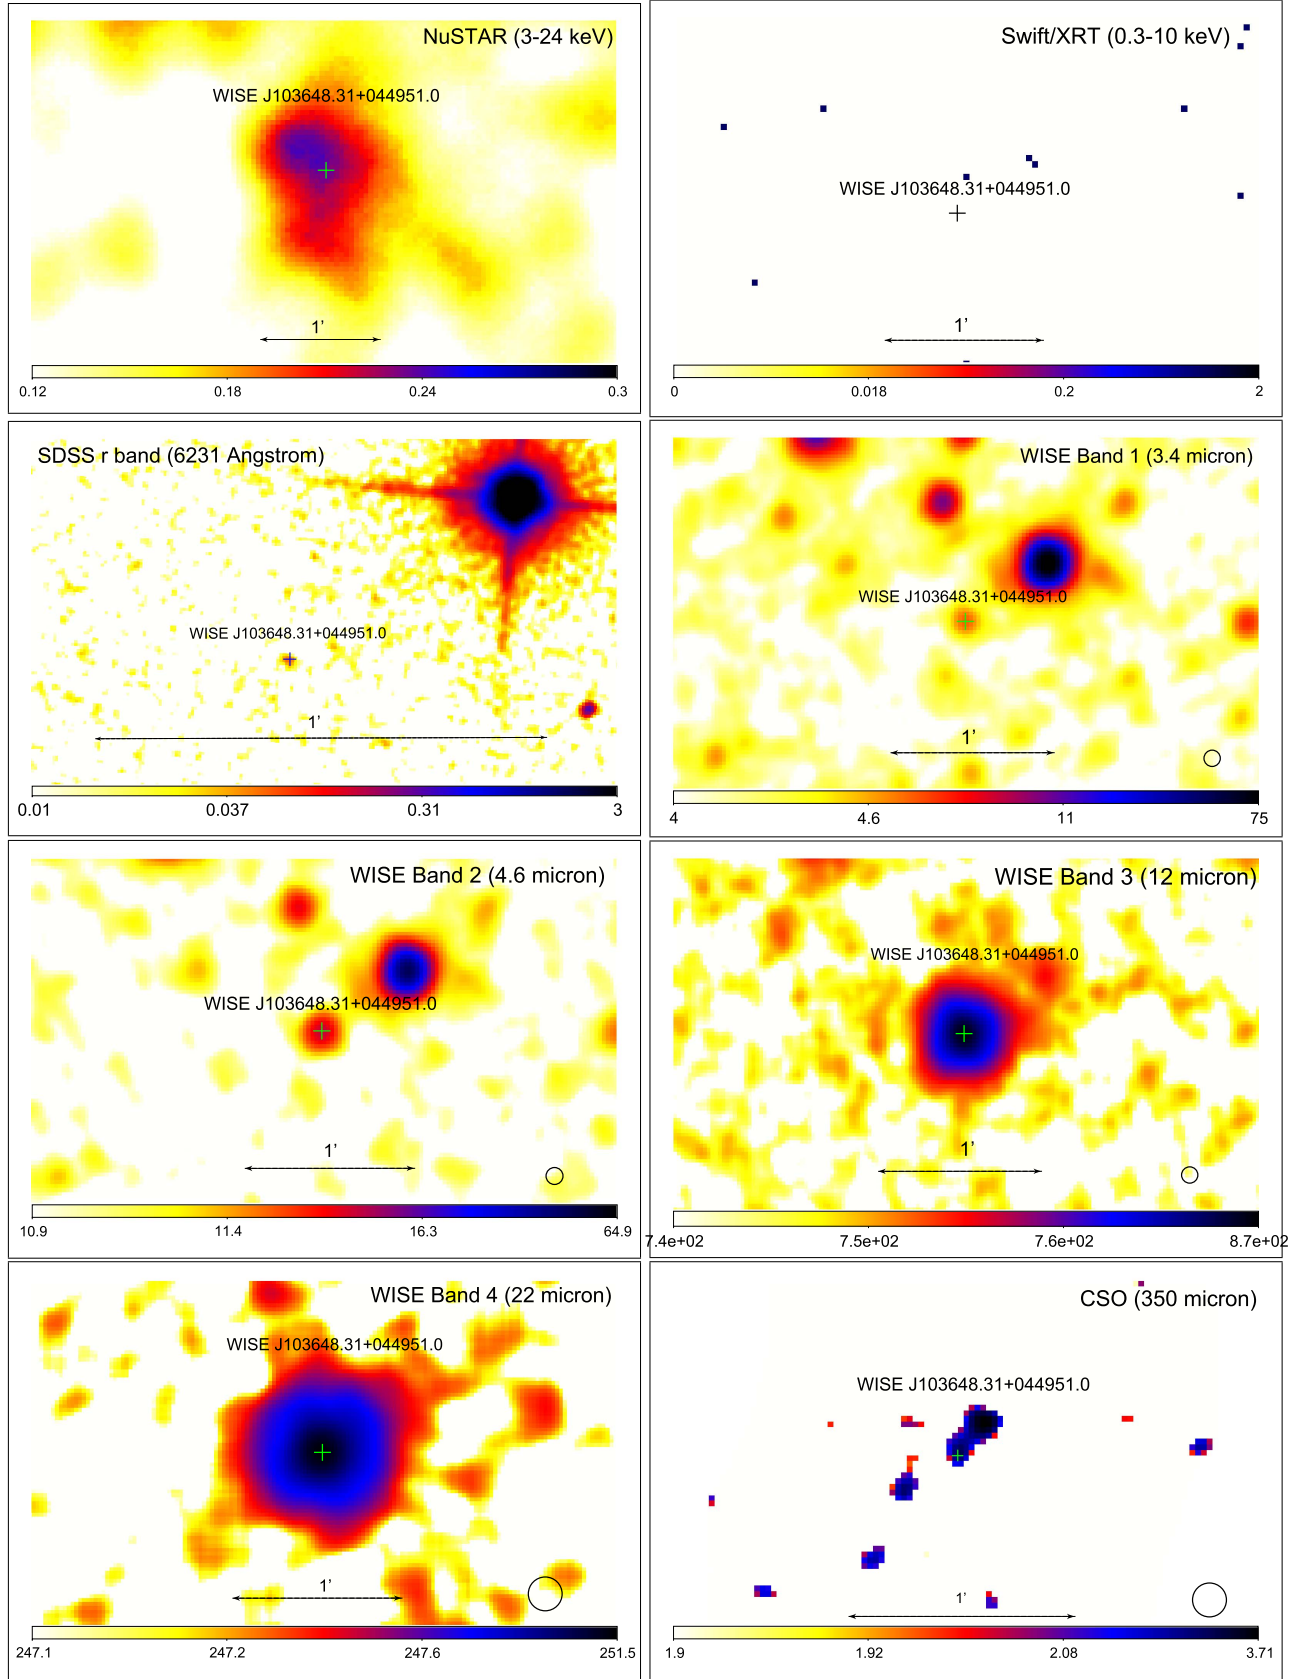 NuSTAR (3-24 keV)
WISE J103648.31+044951.0
1’
0.12 0.18 0.24 0.3
Swift/XRT (0.3-10 keV)
WISE J103648.31+044951.0
1’
0 0.018 0.2 2
SDSS r band (6231 Angstrom)
WISE J103648.31+044951.0
1’
0.01 0.037 0.31 3
WISE Band 1 (3.4 micron)
WISE J103648.31+044951.0
1’
4 4.6 11 75
WISE Band 2 (4.6 micron)
WISE J103648.31+044951.0
1’
10.9 11.4 16.3 64.9
WISE Band 3 (12 micron)
WISE J103648.31+044951.0
1’
7.4e+02 7.5e+02 7.6e+02 8.7e+02
WISE Band 4 (22 micron)
WISE J103648.31+044951.0
1’
247.1 247.2 247.6 251.5
CSO (350 micron)
WISE J103648.31+044951.0
1’
1.9 1.92 2.08 3.71